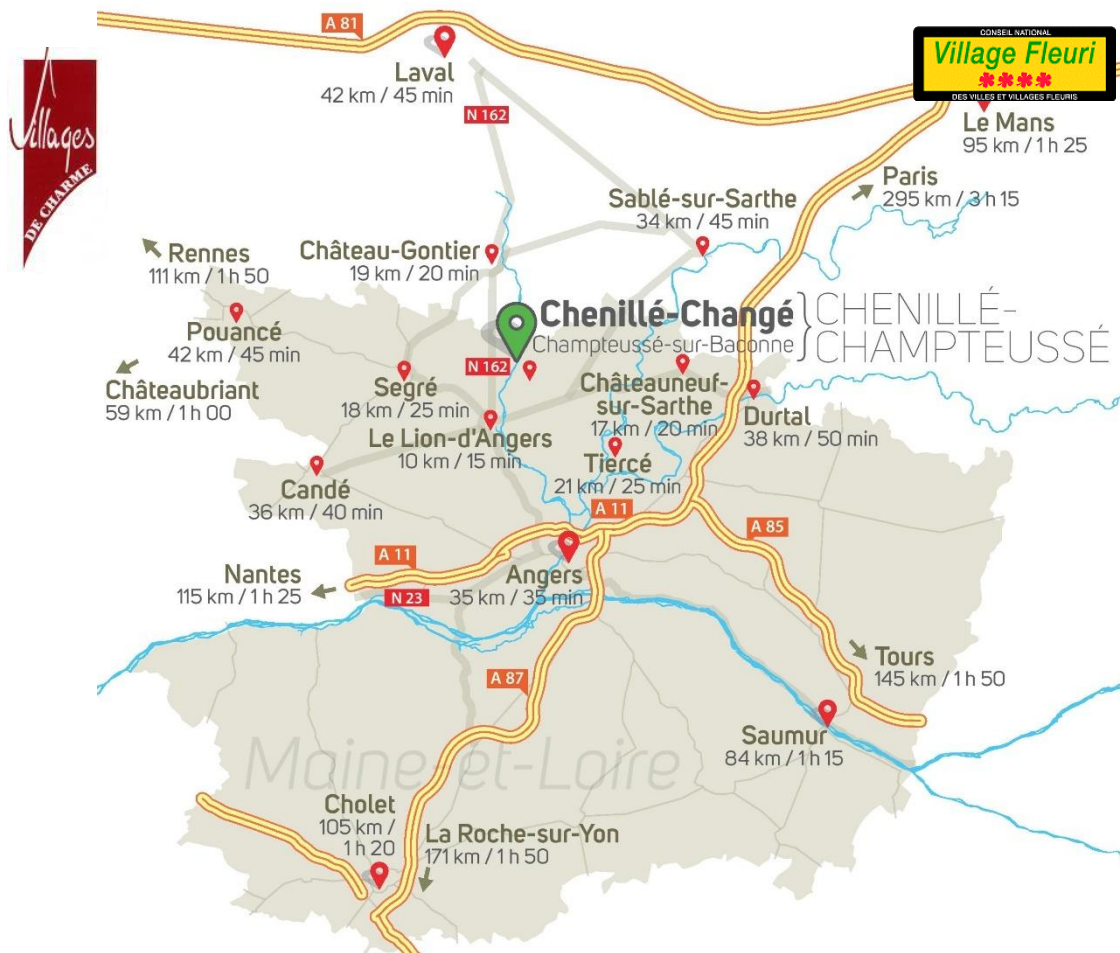 A 81
CONSEIL NATIONAL
Village Fleuri
DES VILLES ET VILLAGES FLEURIS
Villages
DE CHARME
Laval
42 km / 45 min
N 162
Le Mans
95 km / 1 h 25
Paris
295 km / 3 h 15
Sablé-sur-Sarthe
34 km / 45 min
Rennes
111 km / 1 h 50
Château-Gontier
19 km / 20 min
Pouancé
42 km / 45 min
Chenillé-Changé
Champteussé-sur-Baconne
CHENILLÉ-
CHAMPTEUSSÉ
Châteaubriant
59 km / 1 h 00
N 162
Segré
18 km / 25 min
Châteauneuf-
sur-Sarthe
17 km / 20 min
Durtal
38 km / 50 min
Le Lion-d'Angers
10 km / 15 min
Tiercé
21 km / 25 min
Candé
36 km / 40 min
A 11
A 85
A 11
Nantes
115 km / 1 h 25
N 23
Angers
35 km / 35 min
Tours
145 km / 1 h 50
A 87
Saumur
84 km / 1 h 15
Maine-et-Loire
Cholet
105 km /
1 h 20
La Roche-sur-Yon
171 km / 1 h 50